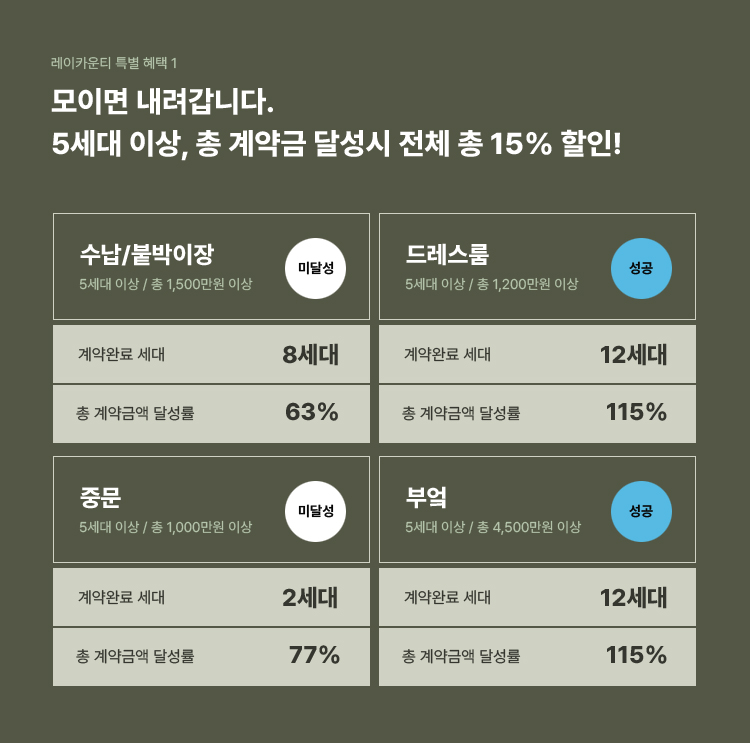 레이카운티 특별 혜택 1
모이면 내려갑니다.
5세대 이상, 총 계약금 달성시 전체 총 15% 할인!
수납/붙박이장
5세대 이상 / 총 1,500만원 이상
미달성
계약완료 세대
8세대
총 계약금액 달성률
63%
드레스룸
5세대 이상 / 총 1,200만원 이상
성공
계약완료 세대
12세대
총 계약금액 달성률
115%
중문
5세대 이상 / 총 1,000만원 이상
미달성
계약완료 세대
2세대
총 계약금액 달성률
77%
부엌
5세대 이상 / 총 4,500만원 이상
성공
계약완료 세대
12세대
총 계약금액 달성률
115%